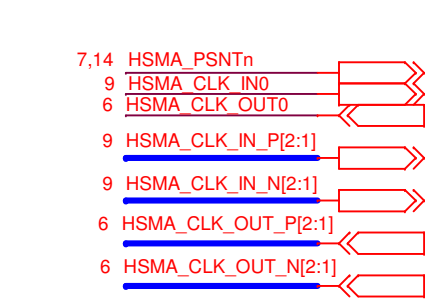 7,14 HSMA_PSNTn
9 HSMA_CLK_IN0
6 HSMA_CLK_OUT0
9 HSMA_CLK_IN_P[2:1]
9 HSMA_CLK_IN_N[2:1]
6 HSMA_CLK_OUT_P[2:1]
6 HSMA_CLK_OUT_N[2:1]